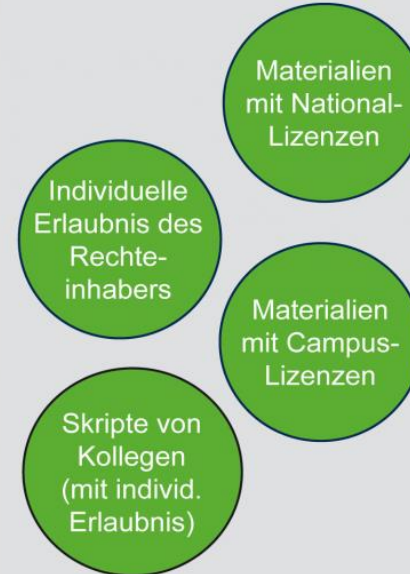 Materialien
mit National-
Lizenzen
Individuelle
Erlaubnis des
Rechte-
inhabers
Materialien
mit Campus-
Lizenzen
Skripte von
Kollegen
(mit individ.
Erlaubnis)